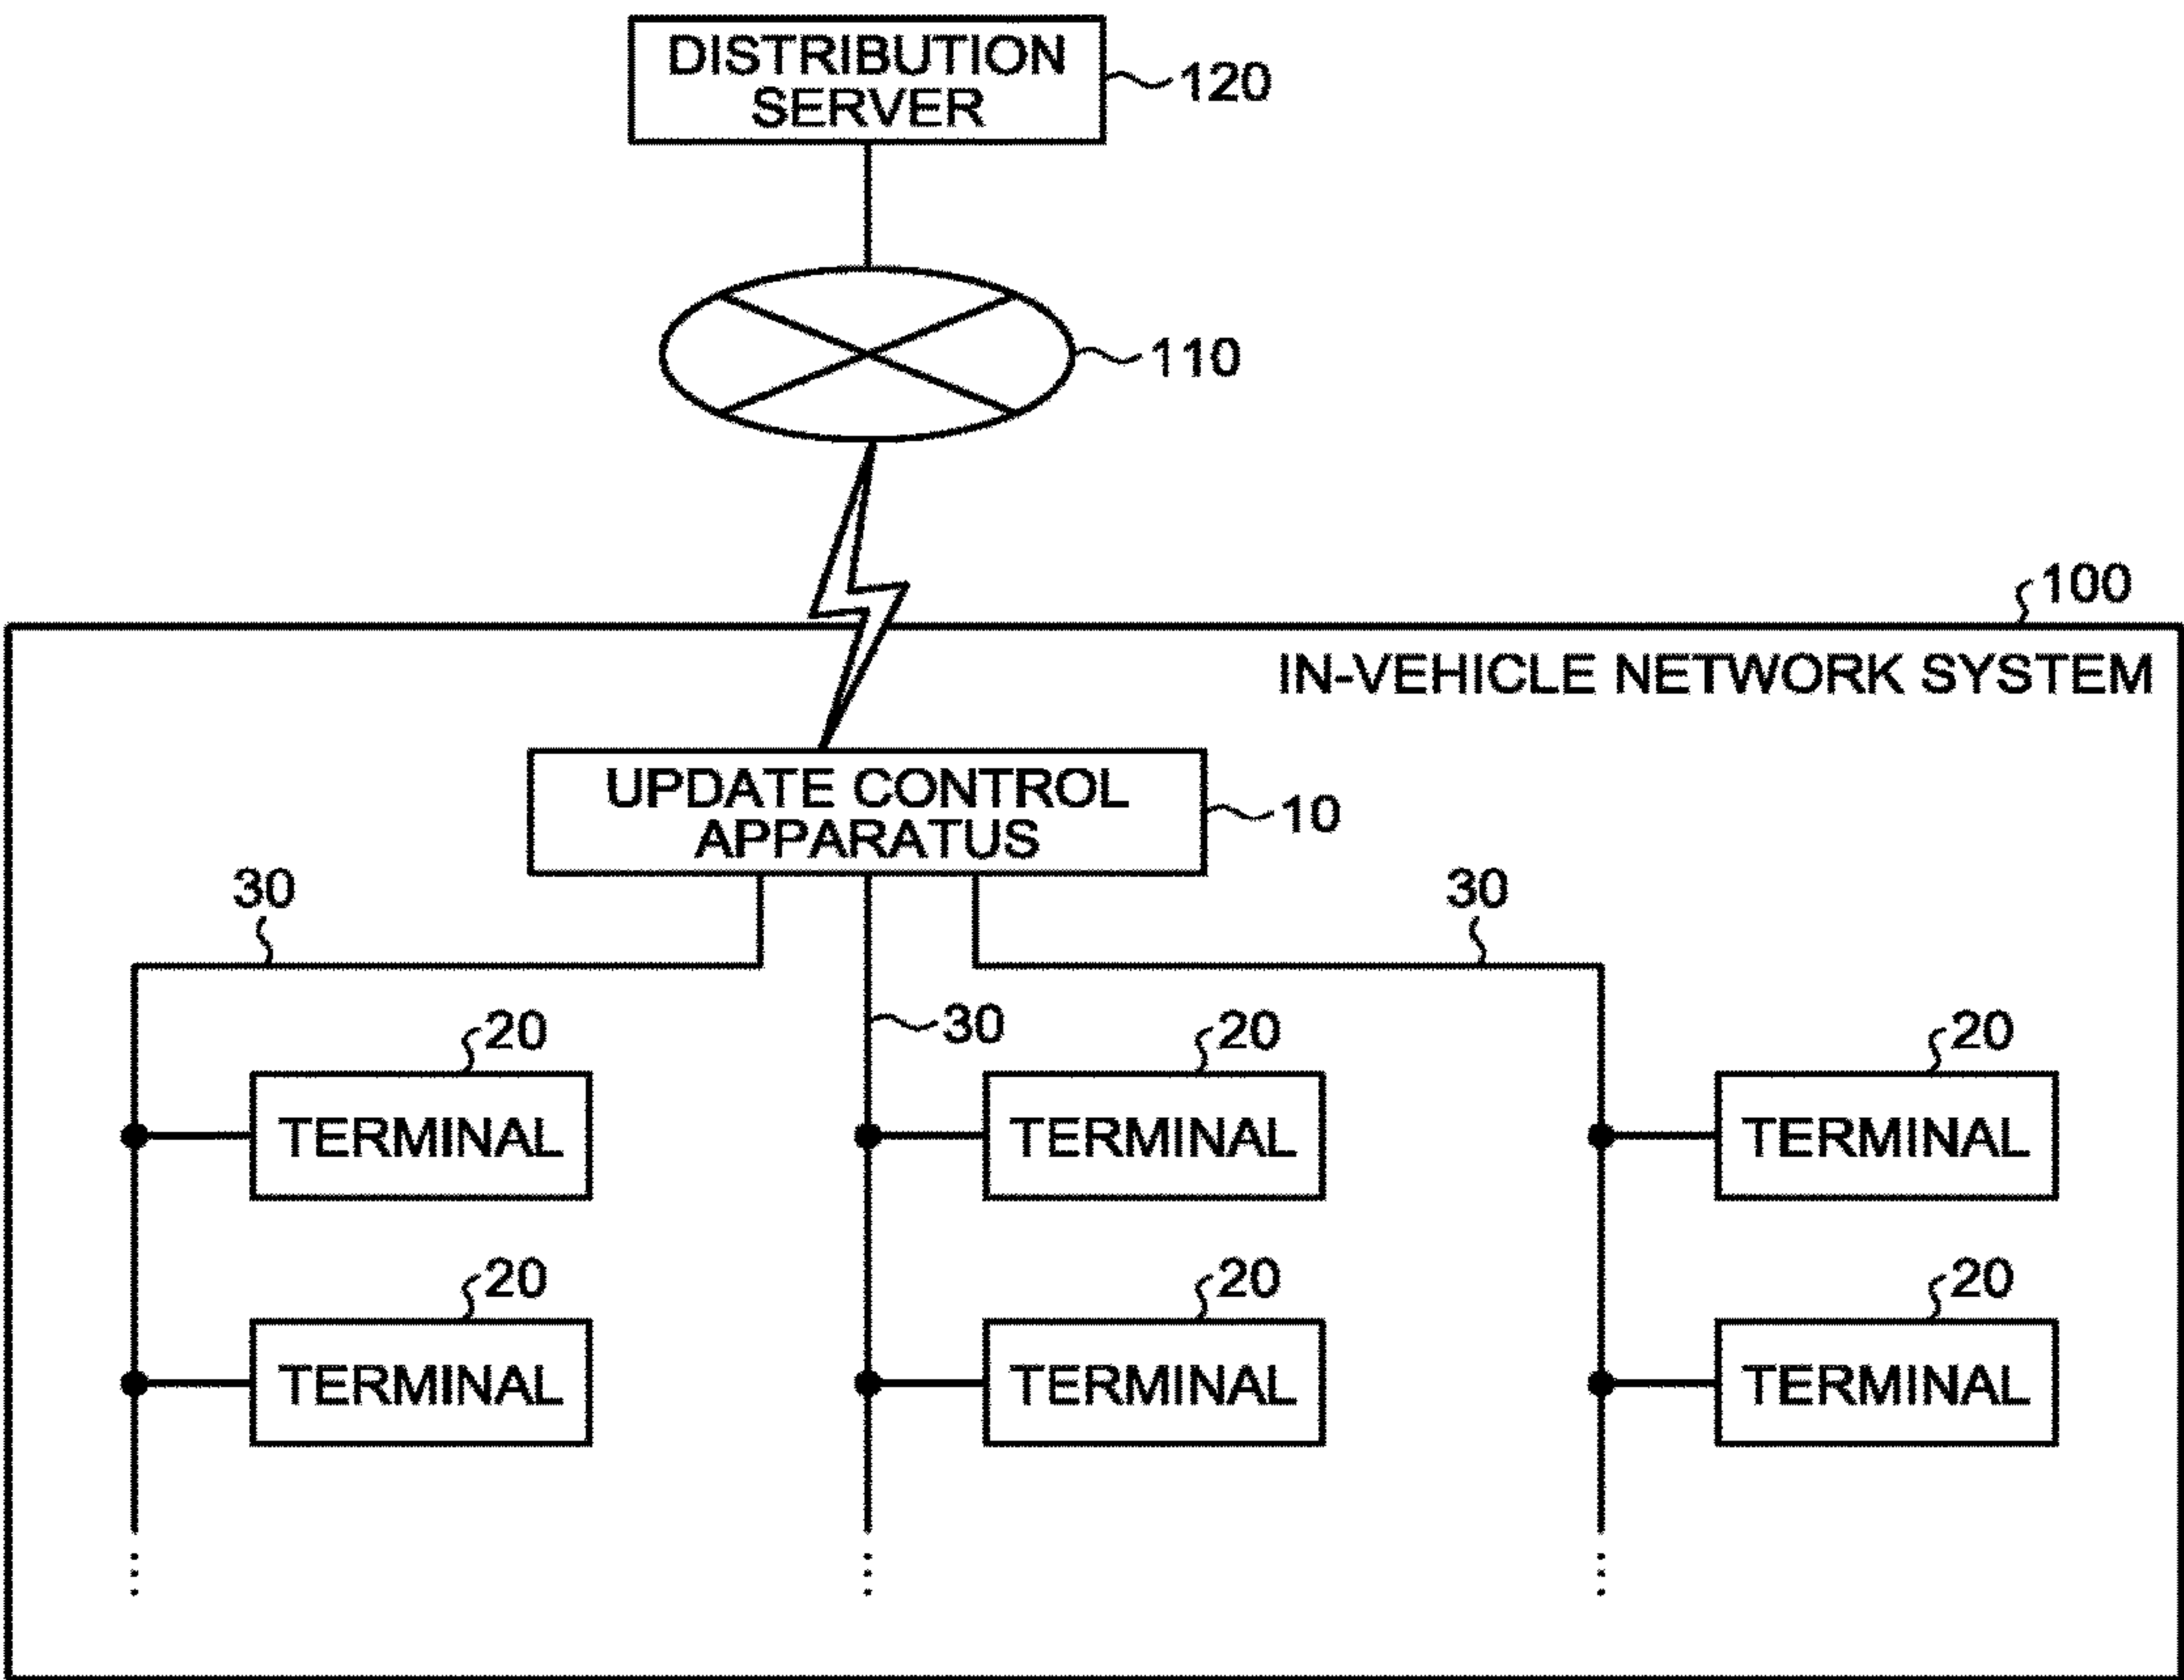 DISTRIBUTION
SERVER
120
110
100
IN-VEHICLE NETWORK SYSTEM
UPDATE CONTROL
APPARATUS
10
30
30
30
20
20
20
TERMINAL
TERMINAL
TERMINAL
20
20
20
TERMINAL
TERMINAL
TERMINAL